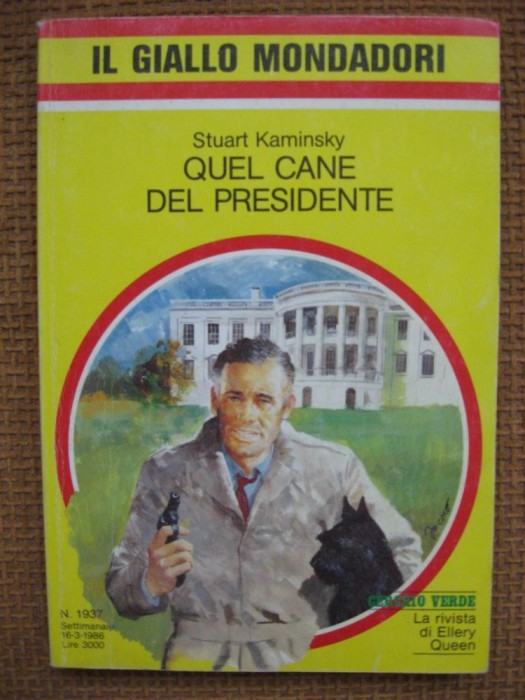 IL GIALLO MONDADORI
Stuart Kaminsky
QUEL CANE
DEL PRESIDENTE
N. 1937
Settimanale
16-3-1986
Lire 3000
VERDE
La rivista
di Ellery
Queen